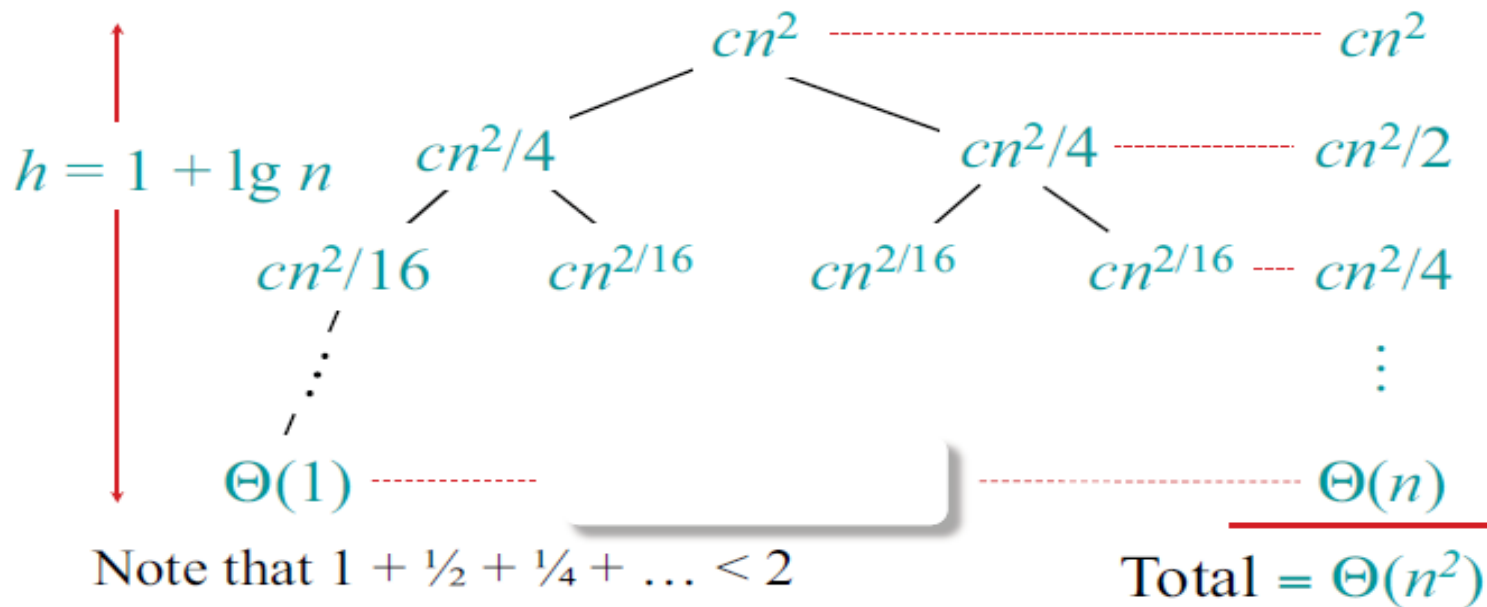 cn² cn²
h = 1 + lg n cn²/4 cn²/4 cn²/2
cn²/16 cn^{2/16} cn^{2/16} cn^{2/16} cn²/4
⋮ ⋮
Θ(1) Θ(n)
Note that 1 + ½ + ¼ + … < 2 Total = Θ(n²)